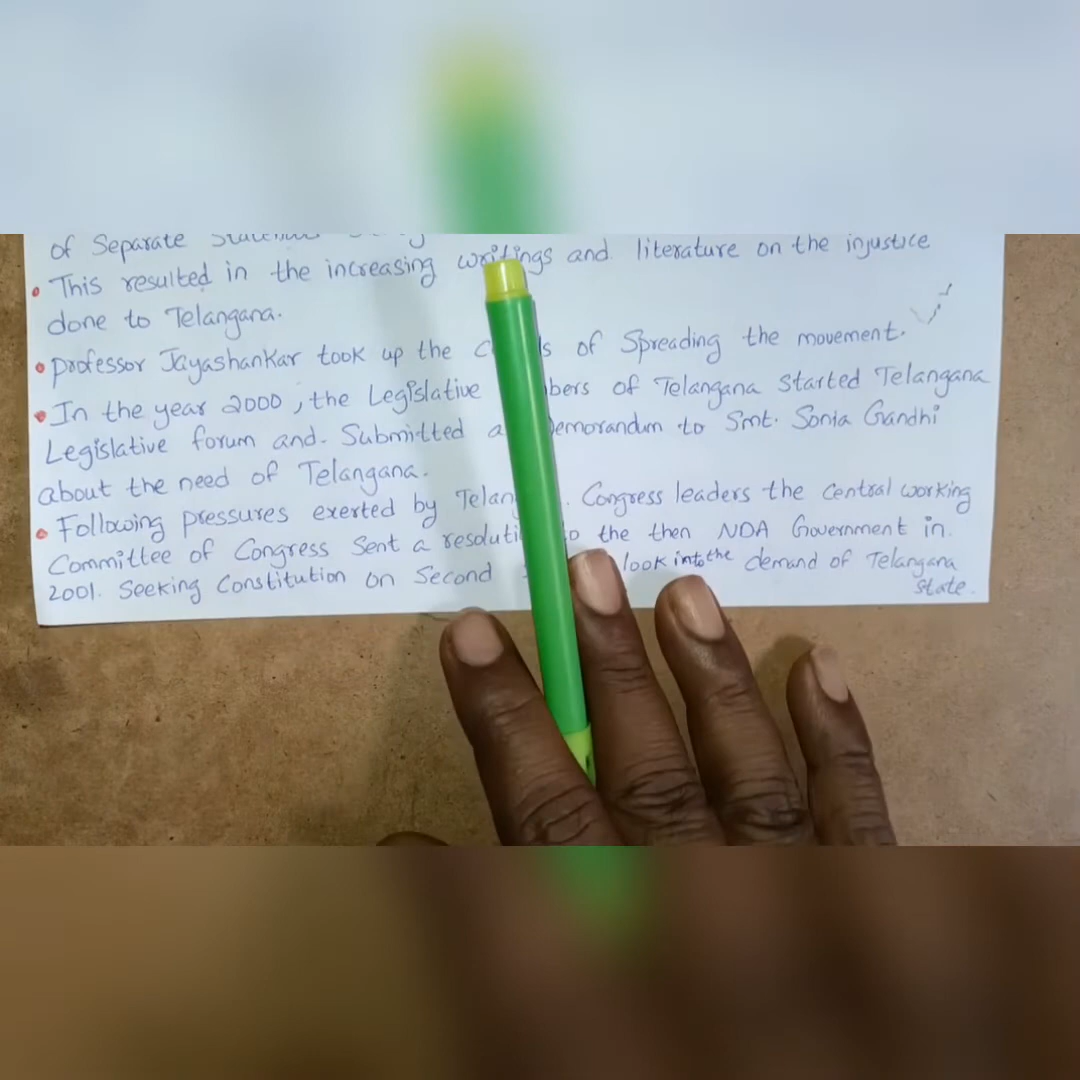 of Separate
This resulted in the increasing writings and literature on the injustice
done to Telangana.
Professor Jayashankar took up the of Spreading the movement.
In the year 2000, the Legislative of Telangana Started Telangana
Legislative forum and Submitted a to Smt. Sonia Gandhi
about the need of Telangana.
Following pressures exerted by Congress leaders the Central working
Committee of Congress Sent a the then NDA Government in
2001. Seeking Constitution on Second look into the demand of Telangana
State.